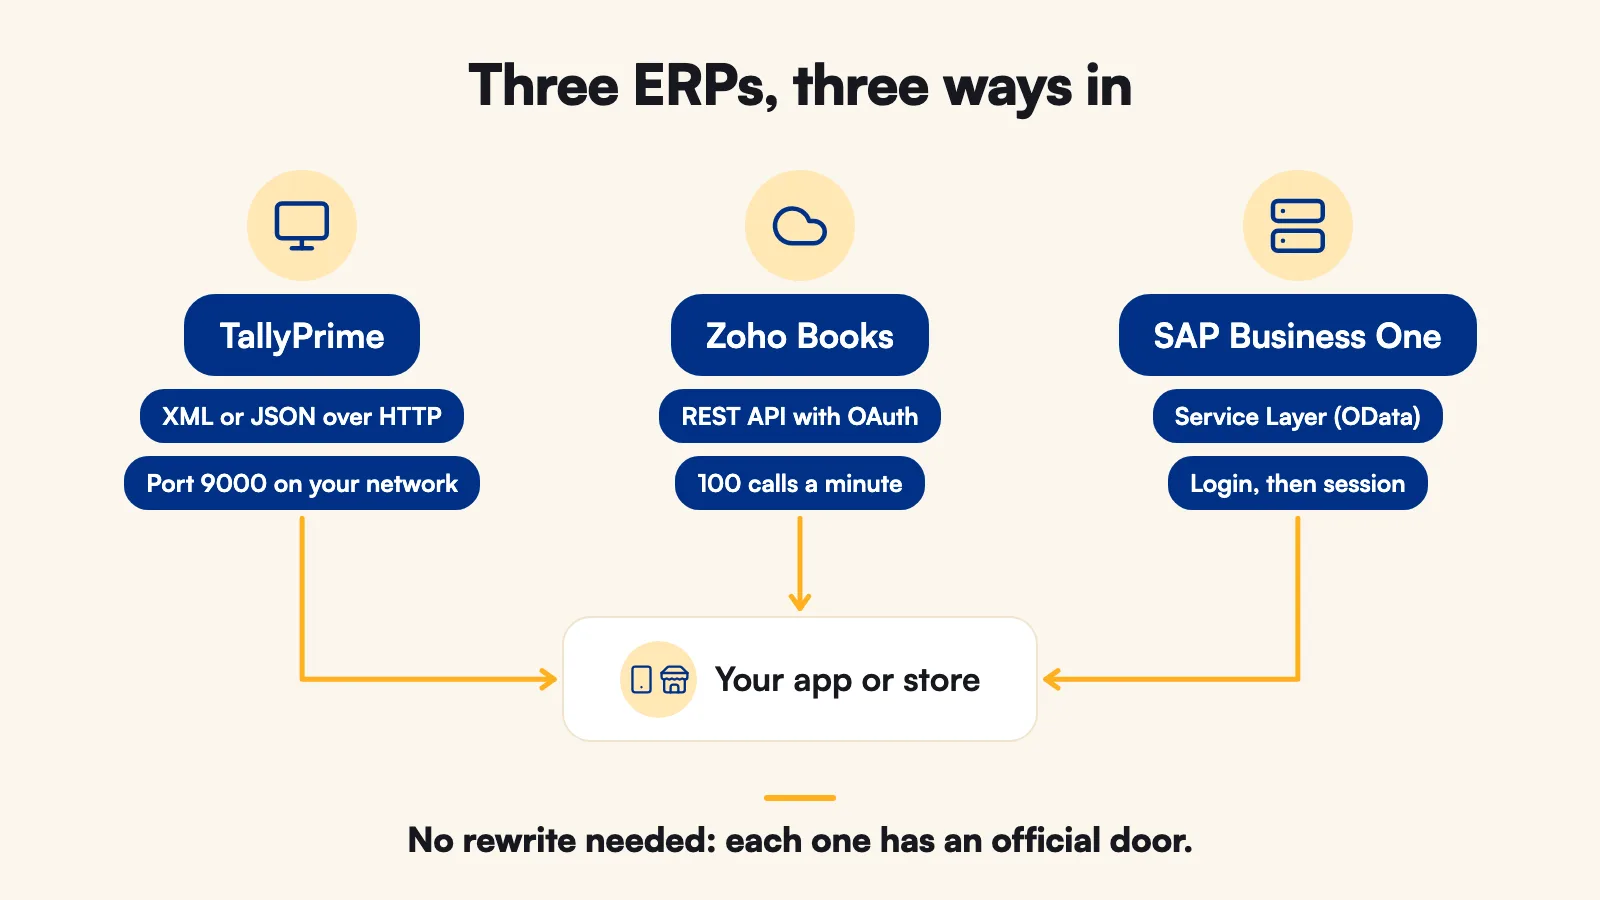 Three ERPs, three ways in
TallyPrime
XML or JSON over HTTP
Port 9000 on your network
Zoho Books
REST API with OAuth
100 calls a minute
SAP Business One
Service Layer (OData)
Login, then session
Your app or store
No rewrite needed: each one has an official door.